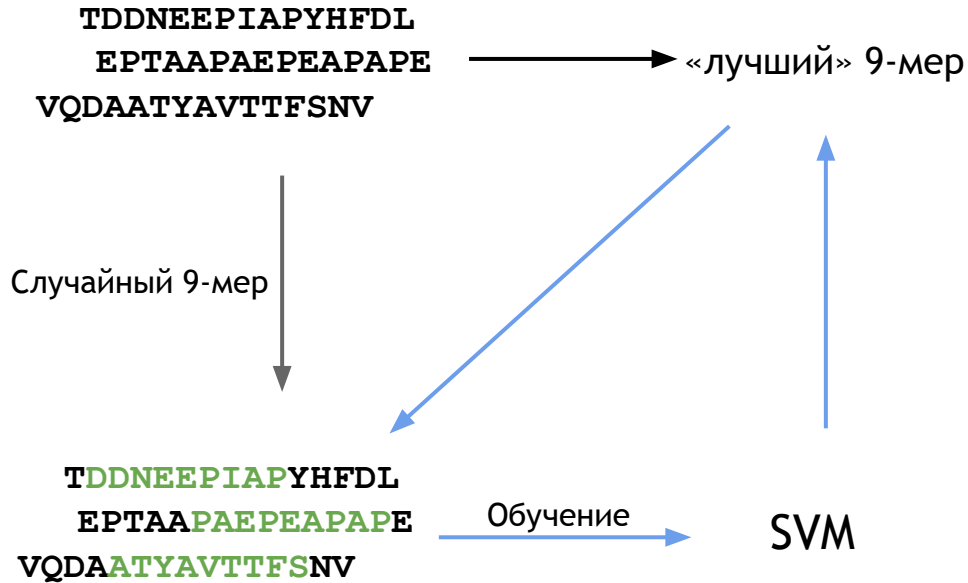 TDDNEEPIAPYHFDL
EPTAAPAEPEAPAPE
VQDAATYAVTTFSNV
«лучший» 9-мер
Случайный 9-мер
TDDNEEPIAPYHFDL
EPTAAPAEPEAPAPE
VQDAATYAVTTFSNV
Обучение
SVM